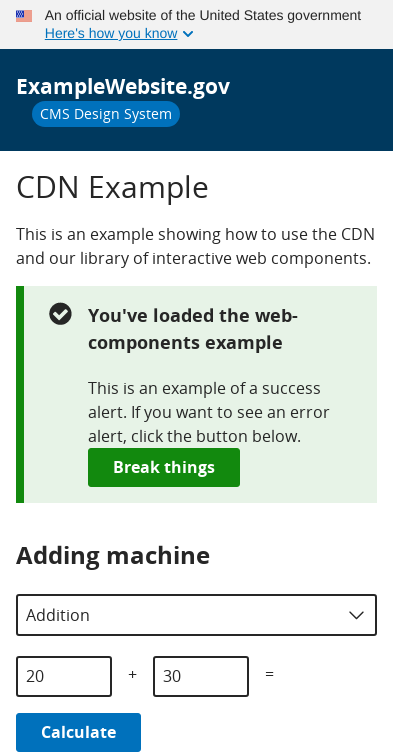 An official website of the United States government
Here's how you know
ExampleWebsite.gov
CMS Design System
CDN Example
This is an example showing how to use the CDN
and our library of interactive web components.
You've loaded the web-
components example
This is an example of a success
alert. If you want to see an error
alert, click the button below.
Break things
Adding machine
Addition
20 + 30 =
Calculate